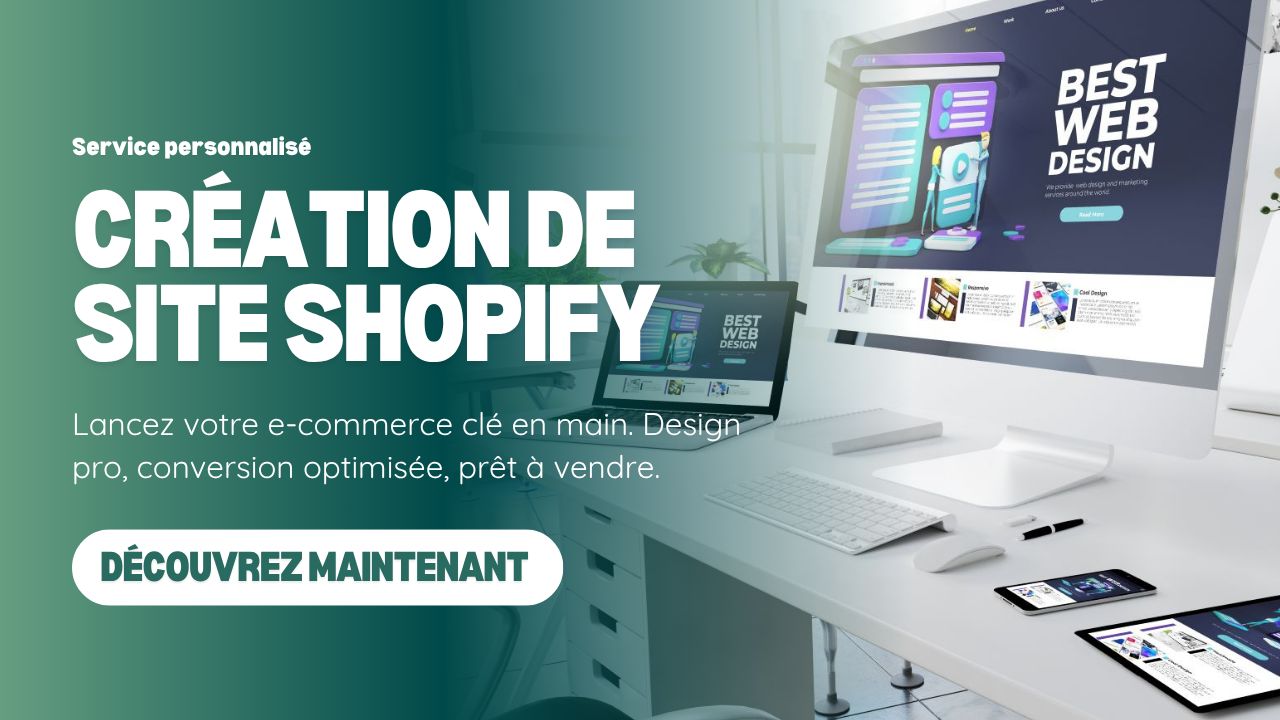 Service personnalisé
CRÉATION DE
SITE SHOPIFY
Lancez votre e-commerce clé en main. Design
pro, conversion optimisée, prêt à vendre.
DÉCOUVREZ MAINTENANT
Home Work About us
BEST
WEB
DESIGN
We provide web design and marketing
services around the world.
Read More
Responsive
Cool Design
BEST
WEB
DESIGN